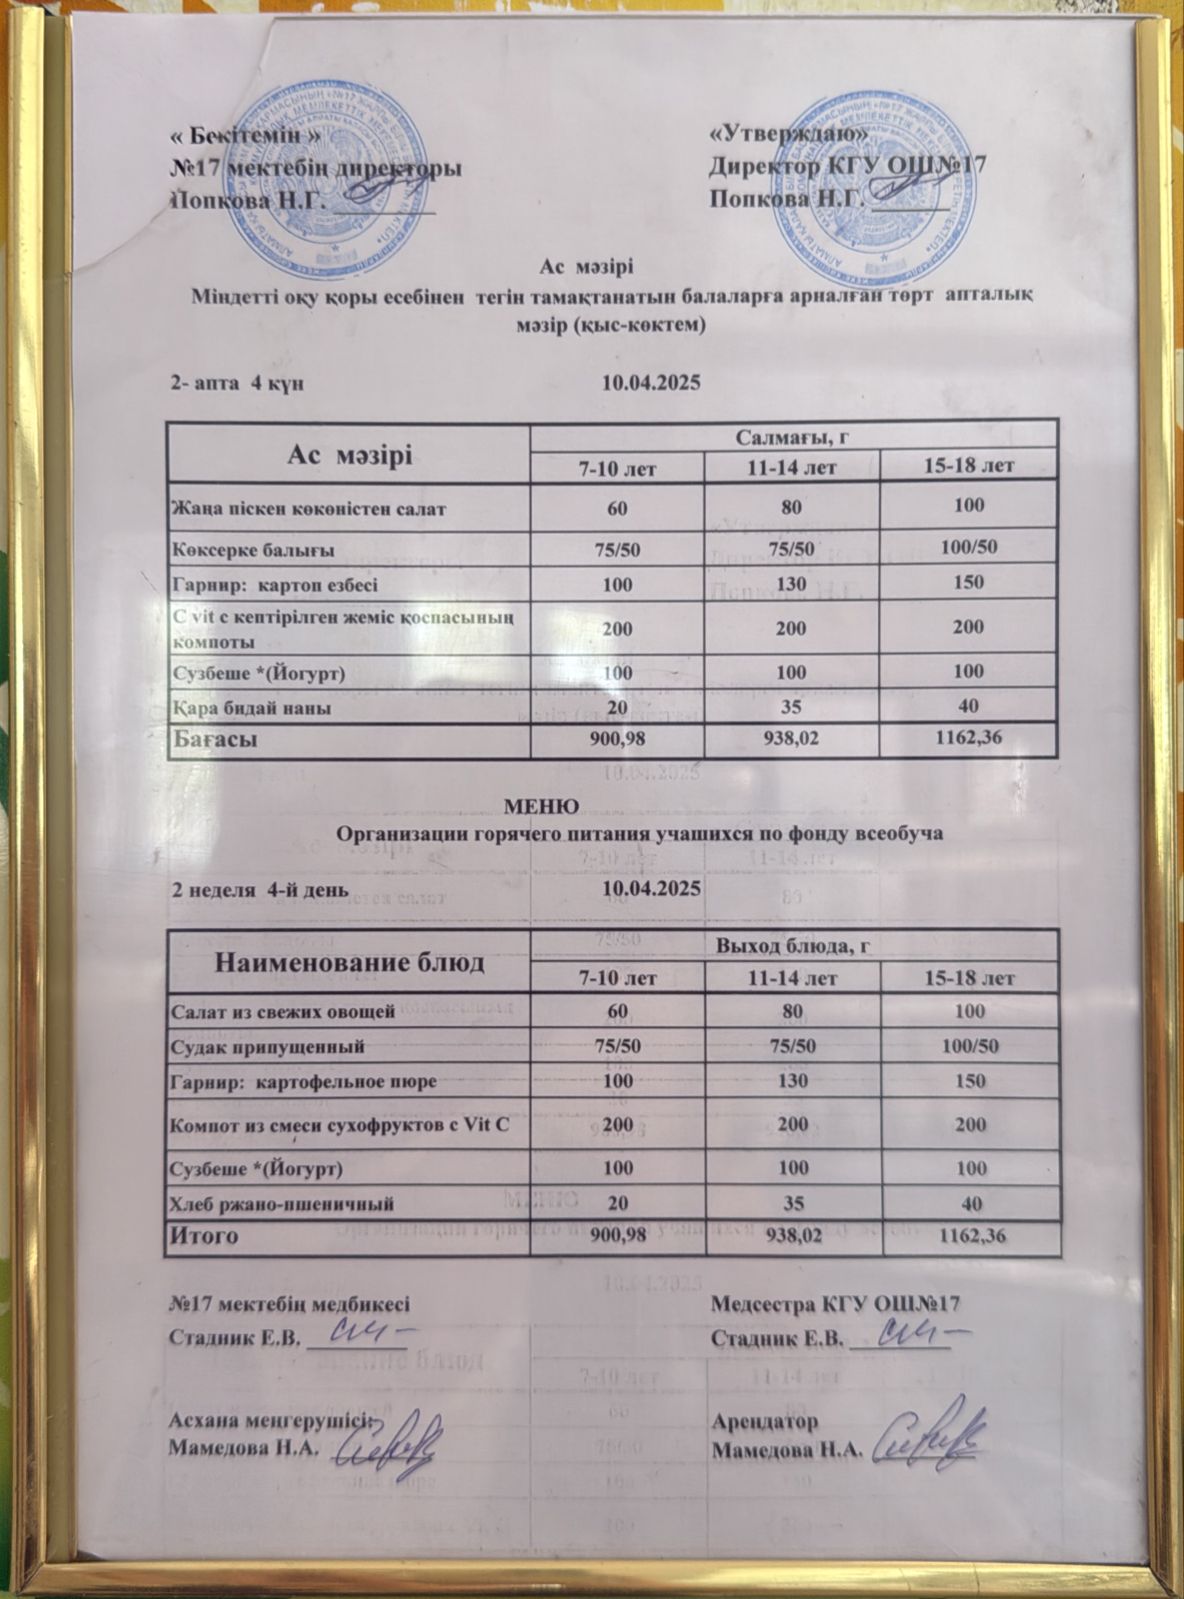 « Бекітемін »
№17 мектебің директоры
Попкова Н.Г. ________
«Утверждаю»
Директор КГУ ОШ№17
Попкова Н.Г. ______
Ас мәзірі
Міндетті оқу қоры есебінен тегін тамақтанатын балаларға арналған төрт апталық
мәзір (қыс-көктем)
2- апта 4 күн 10.04.2025
Ас мәзірі Салмағы, г
7-10 лет 11-14 лет 15-18 лет
Жаңа піскен көкөністен салат 60 80 100
Көксерке балығы 75/50 75/50 100/50
Гарнир: картоп езбесі 100 130 150
С vit с кептірілген жеміс қоспасының
компоты 200 200 200
Сузбеше *(Йогурт) 100 100 100
Қара бидай наны 20 35 40
Бағасы 900,98 938,02 1162,36
МЕНЮ
Организации горячего питания учашихся по фонду всеобуча
2 неделя 4-й день 10.04.2025
Наименование блюд Выход блюда, г
7-10 лет 11-14 лет 15-18 лет
Салат из свежих овощей 60 80 100
Судак припущенный 75/50 75/50 100/50
Гарнир: картофельное пюре 100 130 150
Компот из смеси сухофруктов с Vit C 200 200 200
Сузбеше *(Йогурт) 100 100 100
Хлеб ржано-пшеничный 20 35 40
Итого 900,98 938,02 1162,36
№17 мектебің медбикесі
Стадник Е.В. ________
Медсестра КГУ ОШ№17
Стадник Е.В. ________
Асхана меңгерушісі:
Мамедова Н.А.
Арендатор
Мамедова Н.А. ________